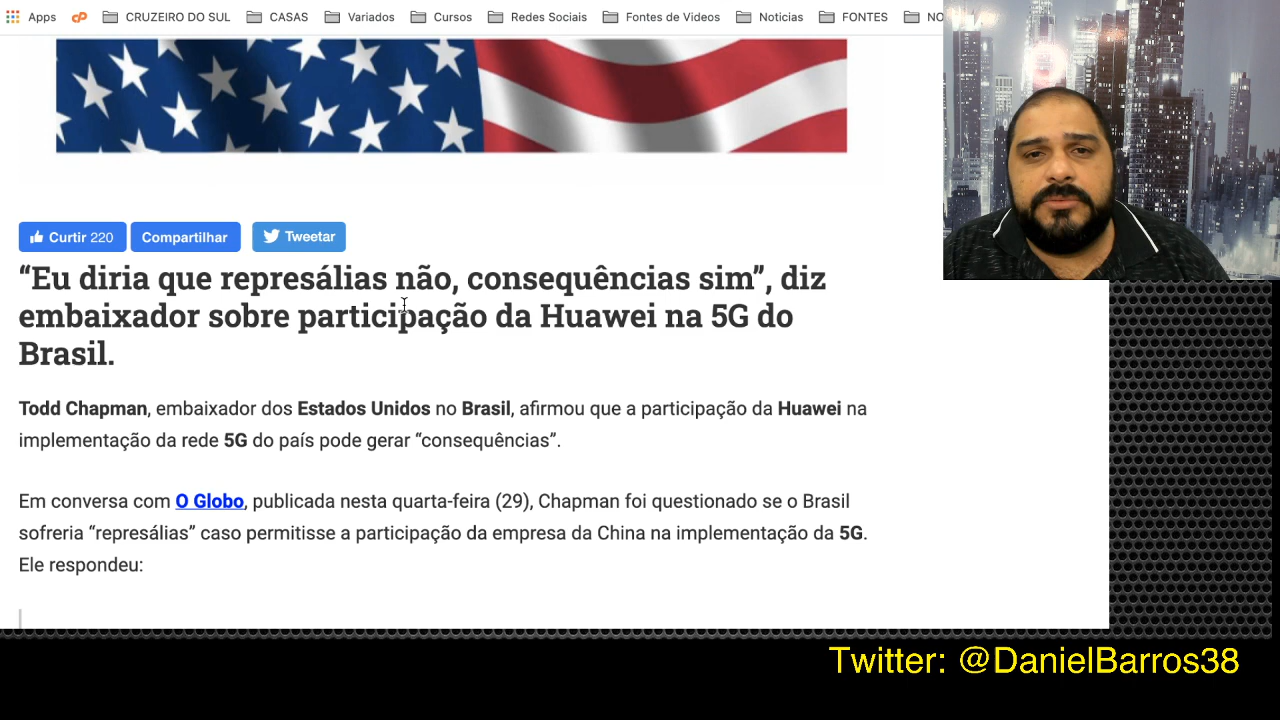 Apps CRUZEIRO DO SUL CASAS Variados Cursos Redes Sociais Fontes de Videos Noticias FONTES NO
Curtir 220 Compartilhar Tweetar
“Eu diria que represálias não, consequências sim”, diz
embaixador sobre participação da Huawei na 5G do
Brasil.
Todd Chapman, embaixador dos Estados Unidos no Brasil, afirmou que a participação da Huawei na
implementação da rede 5G do país pode gerar “consequências”.
Em conversa com O Globo, publicada nesta quarta-feira (29), Chapman foi questionado se o Brasil
sofreria “represálias” caso permitisse a participação da empresa da China na implementação da 5G.
Ele respondeu:
Twitter: @DanielBarros38